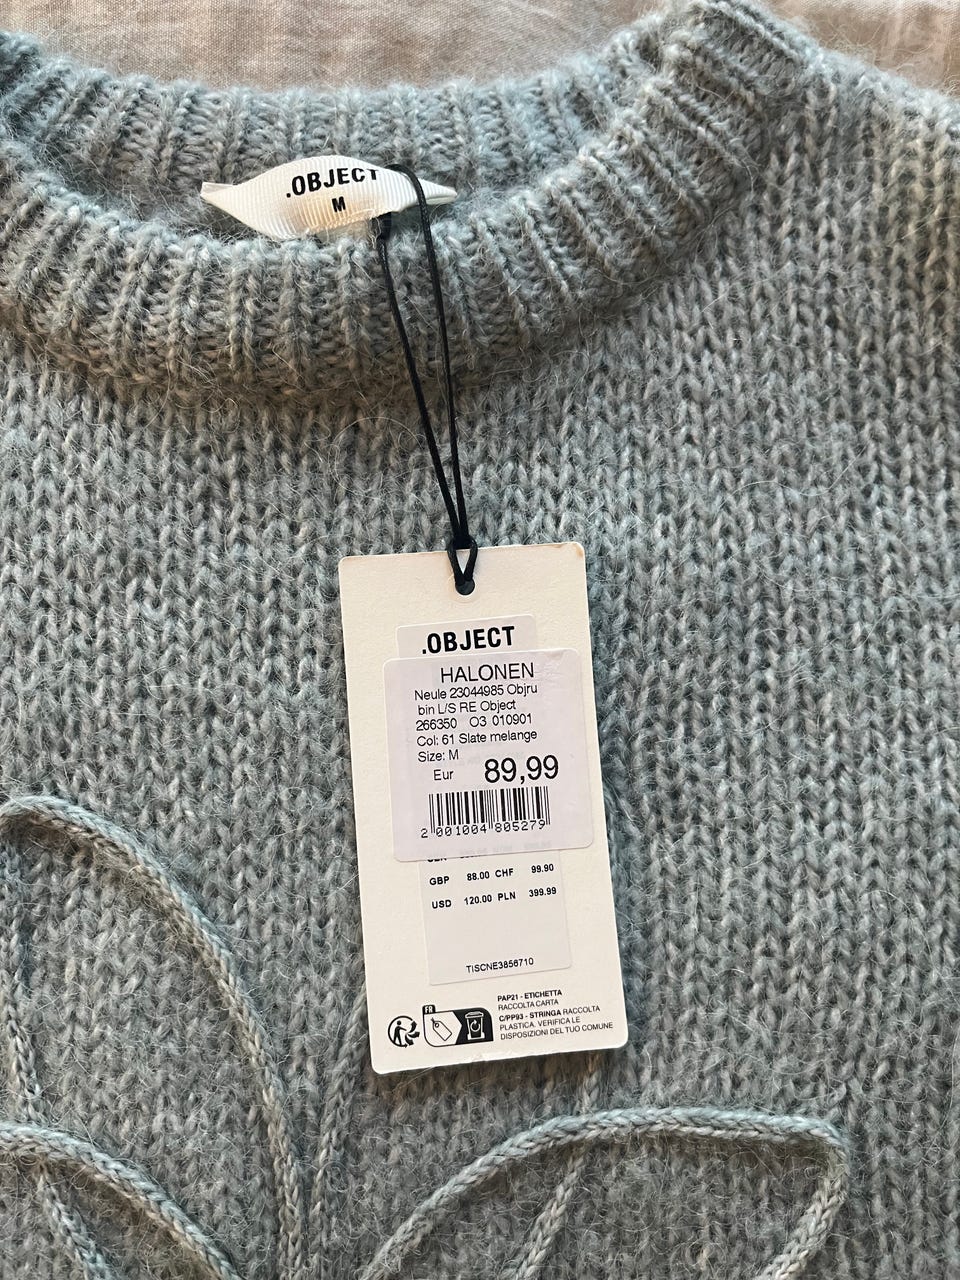 .OBJECT
M
.OBJECT
HALONEN
Neule 23044985 Objru
bin L/S RE Object
266350 O3 010901
Col: 61 Slate melange
Size: M
Eur 89,99
2 001004 805279
GBP 88.00 CHF 99.90
USD 120.00 PLN 399.99
TISCNE3856710
FR
PAP21 - ETICHETTA
RACCOLTA CARTA
C/PP93 - STRINGA RACCOLTA
PLASTICA. VERIFICA LE
DISPOSIZIONI DEL TUO COMUNE